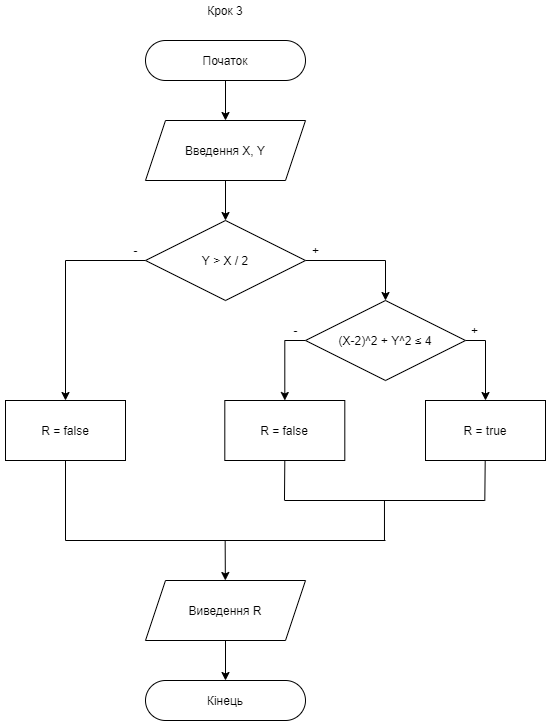 Крок 3
Початок
Введення X, Y
Y > X / 2
-
+
(X-2)^2 + Y^2 ≤ 4
-
+
R = false
R = false
R = true
Виведення R
Кінець